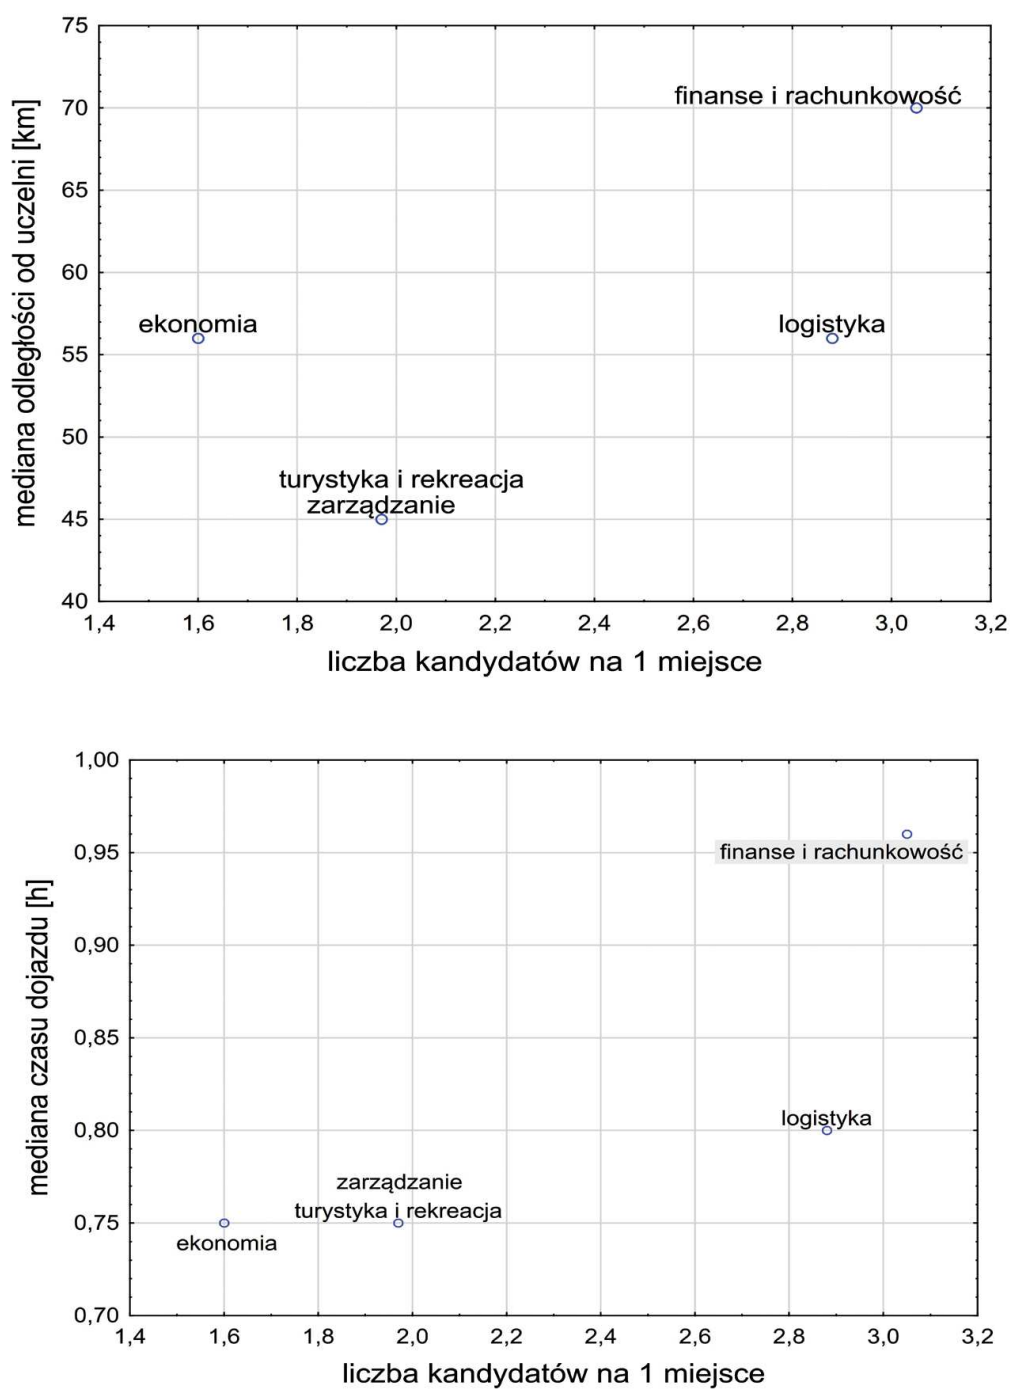 mediana odległości od uczelni [km]
75
70
65
60
55
50
45
40
finanse i rachunkowość
ekonomia
logistyka
turystyka i rekreacja
zarządzanie
1,4 1,6 1,8 2,0 2,2 2,4 2,6 2,8 3,0 3,2
liczba kandydatów na 1 miejsce
mediana czasu dojazdu [h]
1,00
0,95
0,90
0,85
0,80
0,75
0,70
finanse i rachunkowość
logistyka
zarządzanie
turystyka i rekreacja
ekonomia
1,4 1,6 1,8 2,0 2,2 2,4 2,6 2,8 3,0 3,2
liczba kandydatów na 1 miejsce